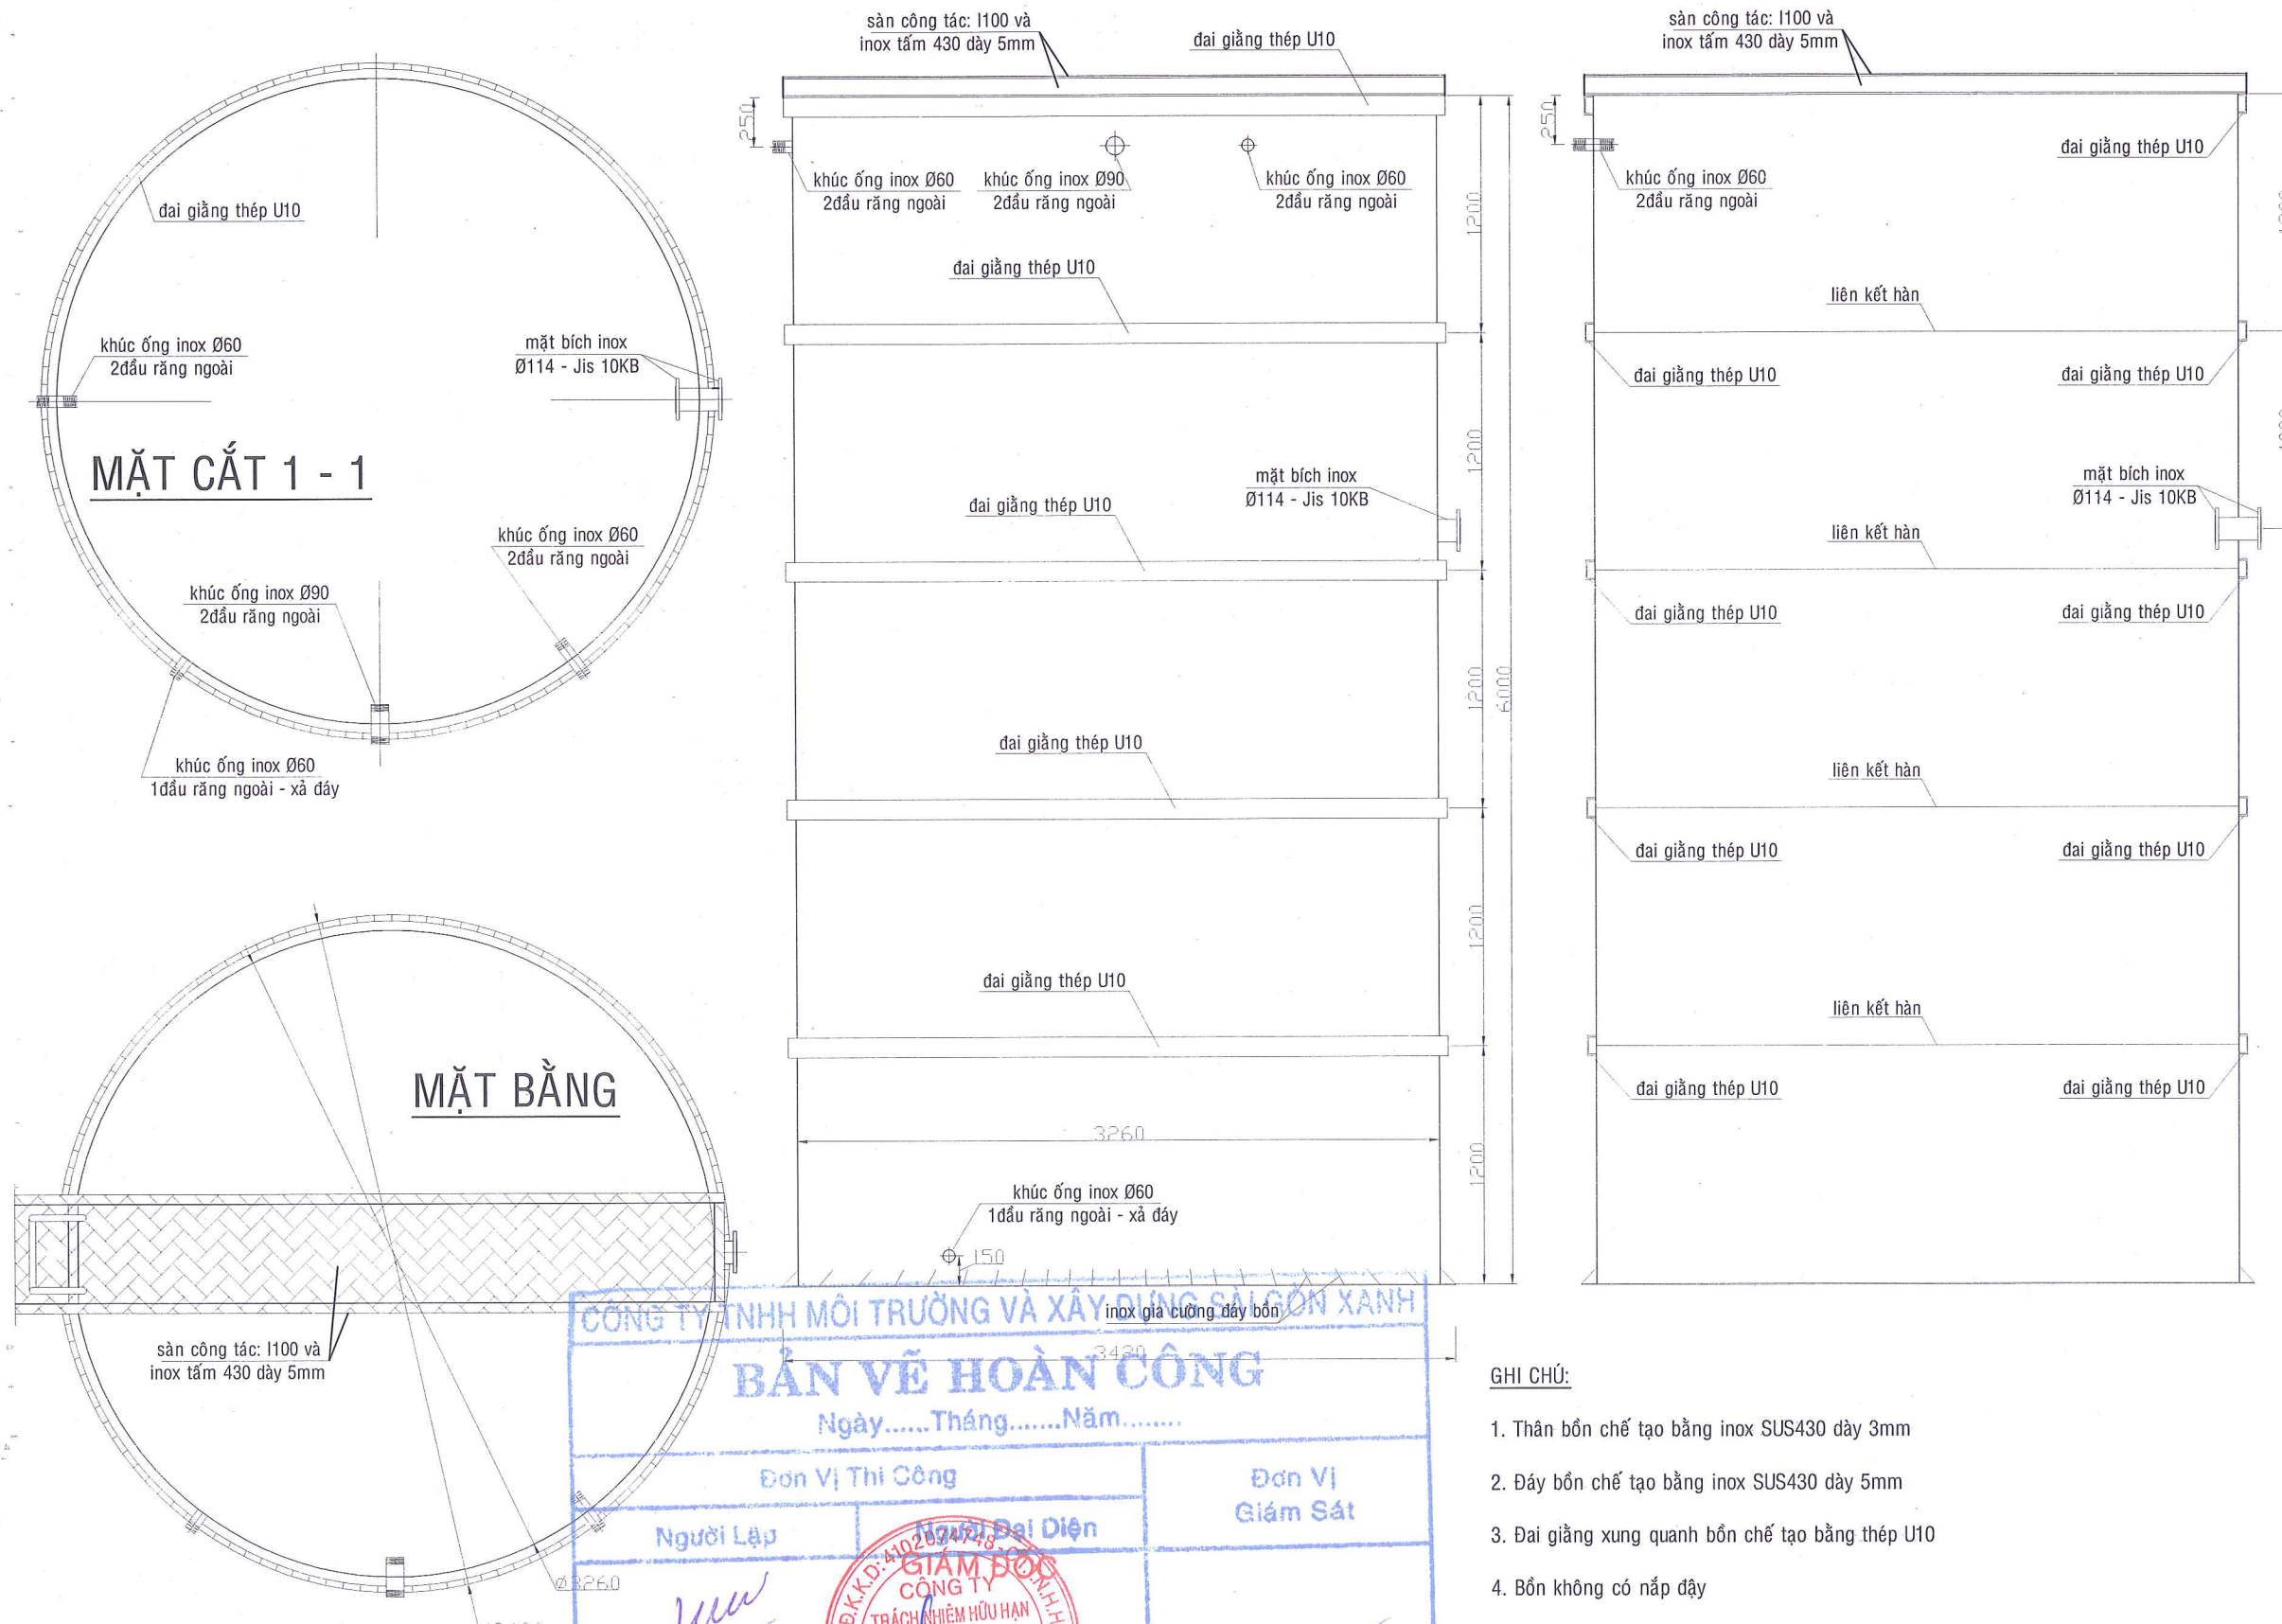 đai giằng thép U10
khúc ống inox Ø60
2đầu răng ngoài
mặt bích inox
Ø114 - Jis 10KB
MẶT CẮT 1 - 1
khúc ống inox Ø60
2đầu răng ngoài
khúc ống inox Ø90
2đầu răng ngoài
khúc ống inox Ø60
1đầu răng ngoài - xả đáy
MẶT BẰNG
sàn công tác: I100 và
inox tấm 430 dày 5mm
Ø3260
sàn công tác: I100 và
inox tấm 430 dày 5mm
đai giằng thép U10
250
khúc ống inox Ø60
2đầu răng ngoài
khúc ống inox Ø90
2đầu răng ngoài
khúc ống inox Ø60
2đầu răng ngoài
1200
đai giằng thép U10
1200
mặt bích inox
Ø114 - Jis 10KB
đai giằng thép U10
1200
6000
đai giằng thép U10
1200
đai giằng thép U10
3260
1200
khúc ống inox Ø60
1đầu răng ngoài - xả đáy
150
inox gia cường đáy bồn
sàn công tác: I100 và
inox tấm 430 dày 5mm
250
đai giằng thép U10
khúc ống inox Ø60
2đầu răng ngoài
liên kết hàn
đai giằng thép U10
đai giằng thép U10
mặt bích inox
Ø114 - Jis 10KB
liên kết hàn
đai giằng thép U10
đai giằng thép U10
liên kết hàn
đai giằng thép U10
đai giằng thép U10
liên kết hàn
đai giằng thép U10
đai giằng thép U10
CÔNG TY TNHH MÔI TRƯỜNG VÀ XÂY DỰNG SÀI GÒN XANH
BẢN VẼ HOÀN CÔNG
Ngày......Tháng.......Năm........
Đơn Vị Thi Công
Đơn Vị
Giám Sát
Người Lập
Người Đại Diện
GIÁM ĐỐC
Đ.K.K.D: 4102074748
CÔNG TY
TRÁCH NHIỆM HỮU HẠN
GHI CHÚ:
1. Thân bồn chế tạo bằng inox SUS430 dày 3mm
2. Đáy bồn chế tạo bằng inox SUS430 dày 5mm
3. Đai giằng xung quanh bồn chế tạo bằng thép U10
4. Bồn không có nắp đậy